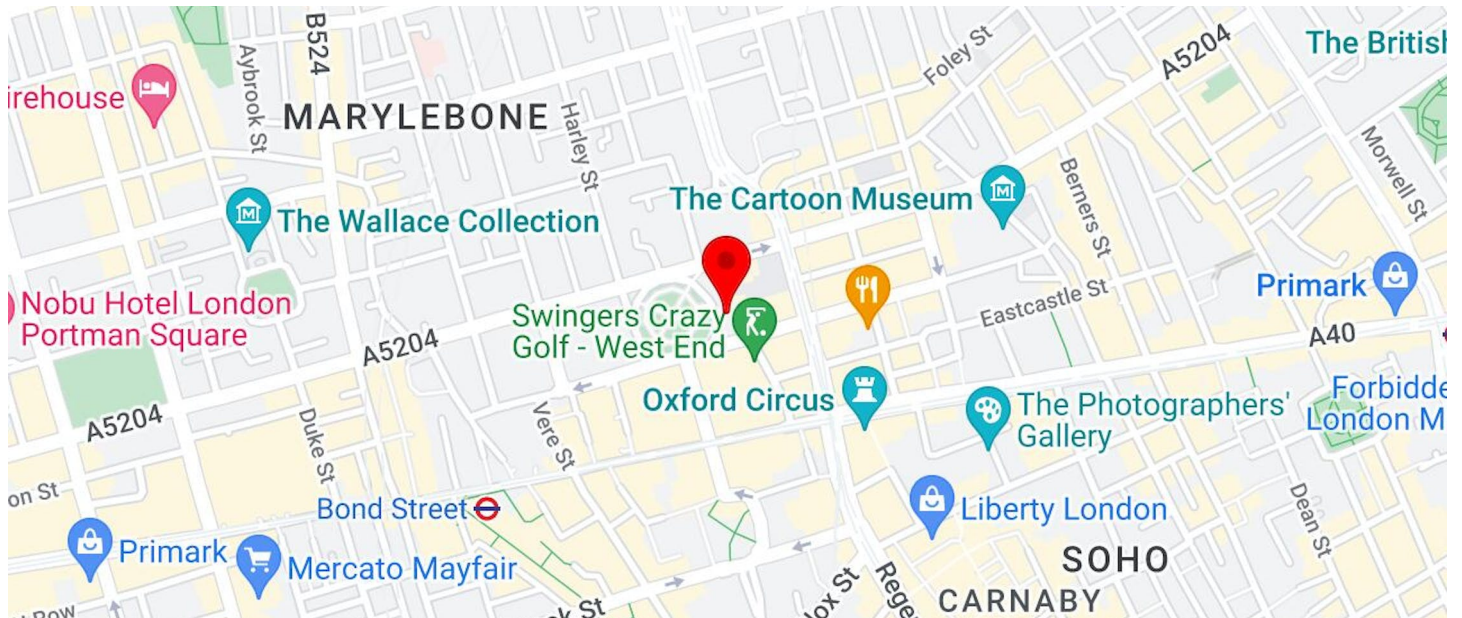 B524
Aybrook St
Foley St
A5204
The British
irehouse
MARYLEBONE
Harley St
Morwell St
Berners St
The Cartoon Museum
The Wallace Collection
Nobu Hotel London
Portman Square
Primark
Eastcastle St
Swingers Crazy
Golf - West End
A40
A5204
Oxford Circus
Forbidde
London M
A5204
Duke St
Vere St
The Photographers'
Gallery
on St
Bond Street
Liberty London
Dean St
Primark
Mercato Mayfair
SOHO
Row
k St
ox St
Rege
CARNABY